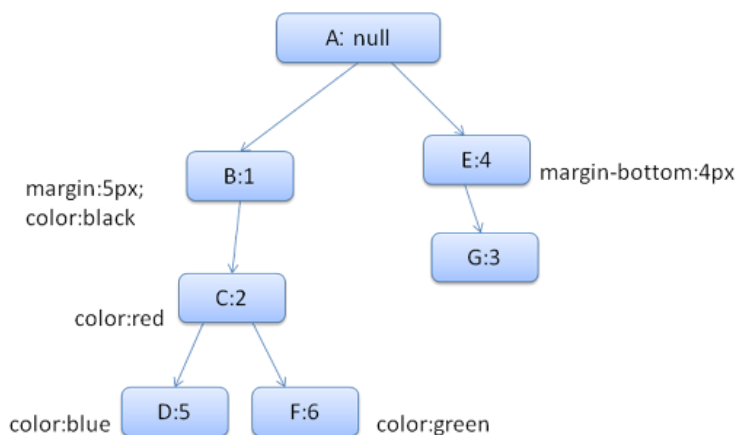 A: null
B:1
E:4
margin-bottom:4px
margin:5px;
color:black
G:3
C:2
color:red
color:blue
D:5
F:6
color:green